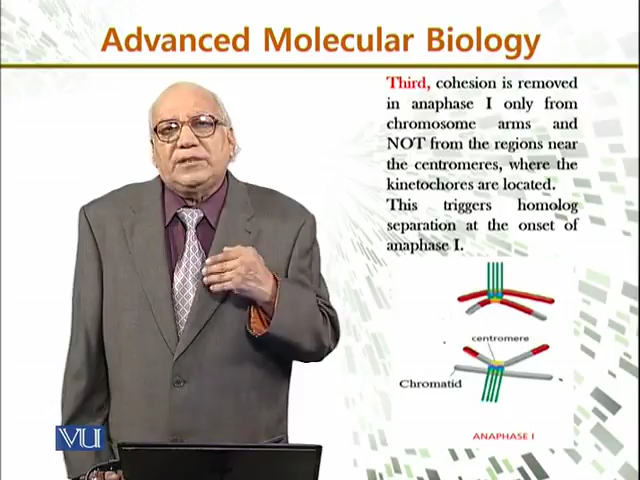 Advanced Molecular Biology
Third, cohesion is removed
in anaphase I only from
chromosome arms and
NOT from the regions near
the centromeres, where the
kinetochores are located.
This triggers homolog
separation at the onset of
anaphase I.
centromere
Chromatid
ANAPHASE I
VU